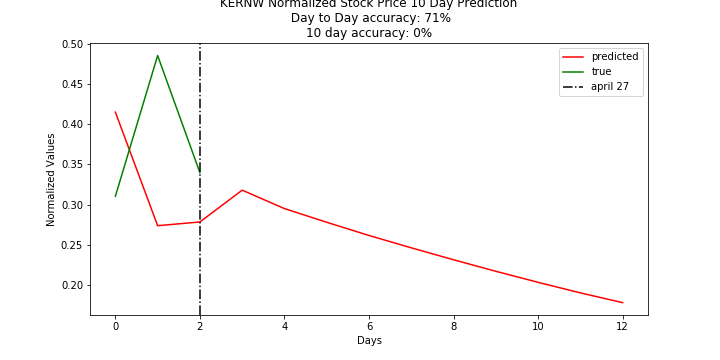 KERNW Normalized Stock Price 10 Day Prediction
Day to Day accuracy: 71%
10 day accuracy: 0%
0.50
0.45
0.40
0.35
0.30
0.25
0.20
Normalized Values
predicted
true
april 27
0 2 4 6 8 10 12
Days